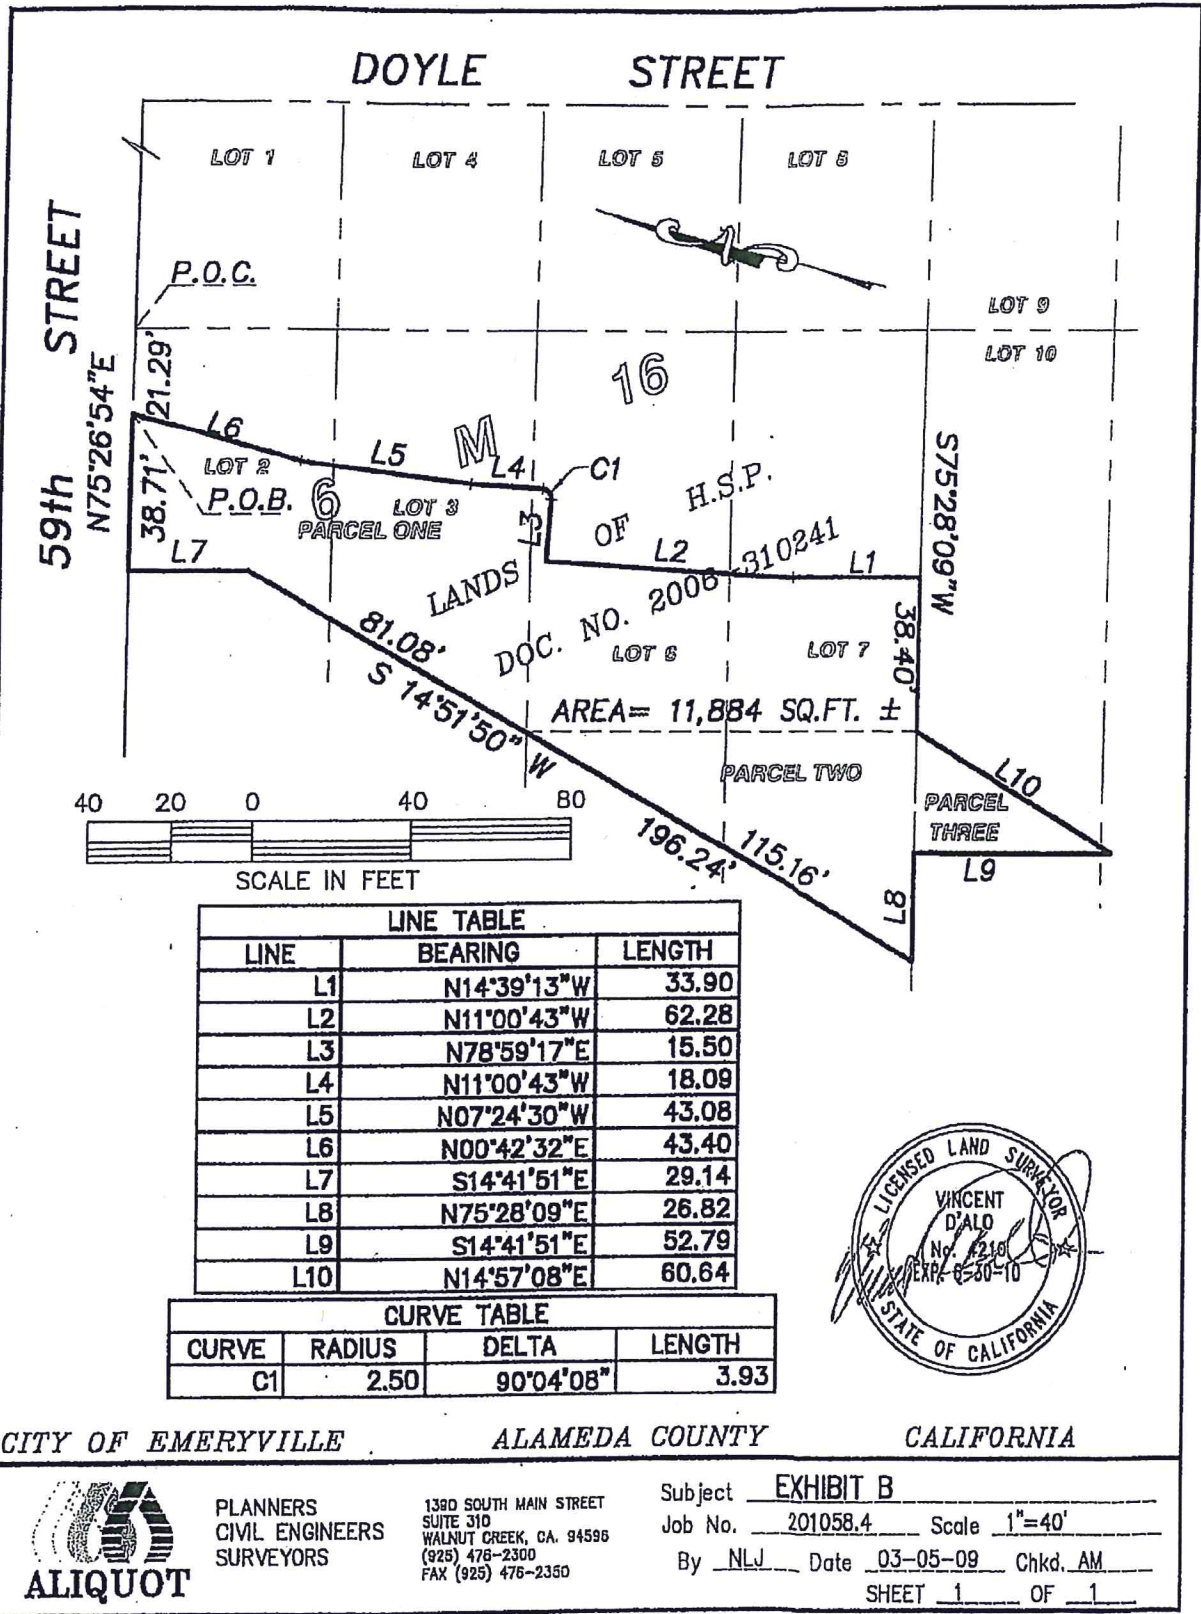 DOYLE STREET
LOT 1
LOT 4
LOT 5
LOT 8
P.O.C.
59th STREET
N75°26'54"E
21.29'
LOT 9
LOT 10
16
M
L6
L5
L4
C1
LOT 2
P.O.B.
6
LOT 3
PARCEL ONE
38.71'
L7
L3
L2
L1
LANDS OF H.S.P.
DOC. NO. 2006-310241
S75°28'09"W
38.40'
LOT 6
LOT 7
81.08'
S 14°51'50" W
AREA= 11,884 SQ.FT. ±
PARCEL TWO
L10
PARCEL
THREE
196.24'
115.16'
L8
L9
40 20 0 40 80
SCALE IN FEET
LINE TABLE
LINE BEARING LENGTH
L1 N14°39'13"W 33.90
L2 N11°00'43"W 62.28
L3 N78°59'17"E 15.50
L4 N11°00'43"W 18.09
L5 N07°24'30"W 43.08
L6 N00°42'32"E 43.40
L7 S14°41'51"E 29.14
L8 N75°28'09"E 26.82
L9 S14°41'51"E 52.79
L10 N14°57'08"E 60.64
CURVE TABLE
CURVE RADIUS DELTA LENGTH
C1 2.50 90°04'08" 3.93
LICENSED LAND SURVEYOR
VINCENT
D'ALO
No. 4210
STATE OF CALIFORNIA
CITY OF EMERYVILLE ALAMEDA COUNTY CALIFORNIA
ALIQUOT
PLANNERS
CIVIL ENGINEERS
SURVEYORS
1390 SOUTH MAIN STREET
SUITE 310
WALNUT CREEK, CA. 94596
(925) 476-2300
FAX (925) 476-2350
Subject EXHIBIT B
Job No. 201058.4 Scale 1"=40'
By NLJ Date 03-05-09 Chkd. AM
SHEET 1 OF 1